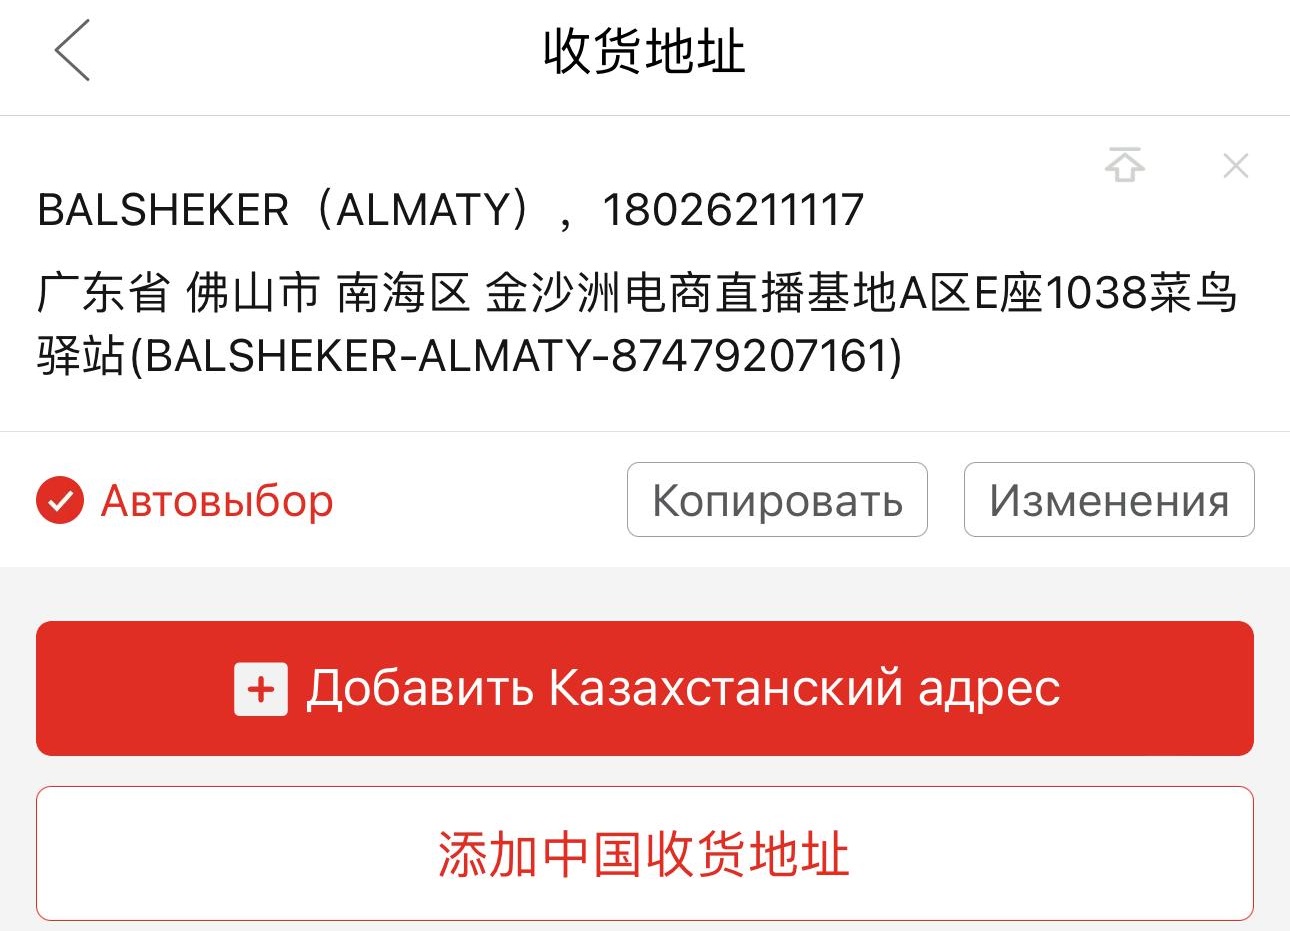 收货地址
BALSHEKER（ALMATY），18026211117
广东省 佛山市 南海区 金沙洲电商直播基地A区E座1038菜鸟
驿站(BALSHEKER-ALMATY-87479207161)
Автовыбор
Копировать
Изменения
Добавить Казахстанский адрес
添加中国收货地址